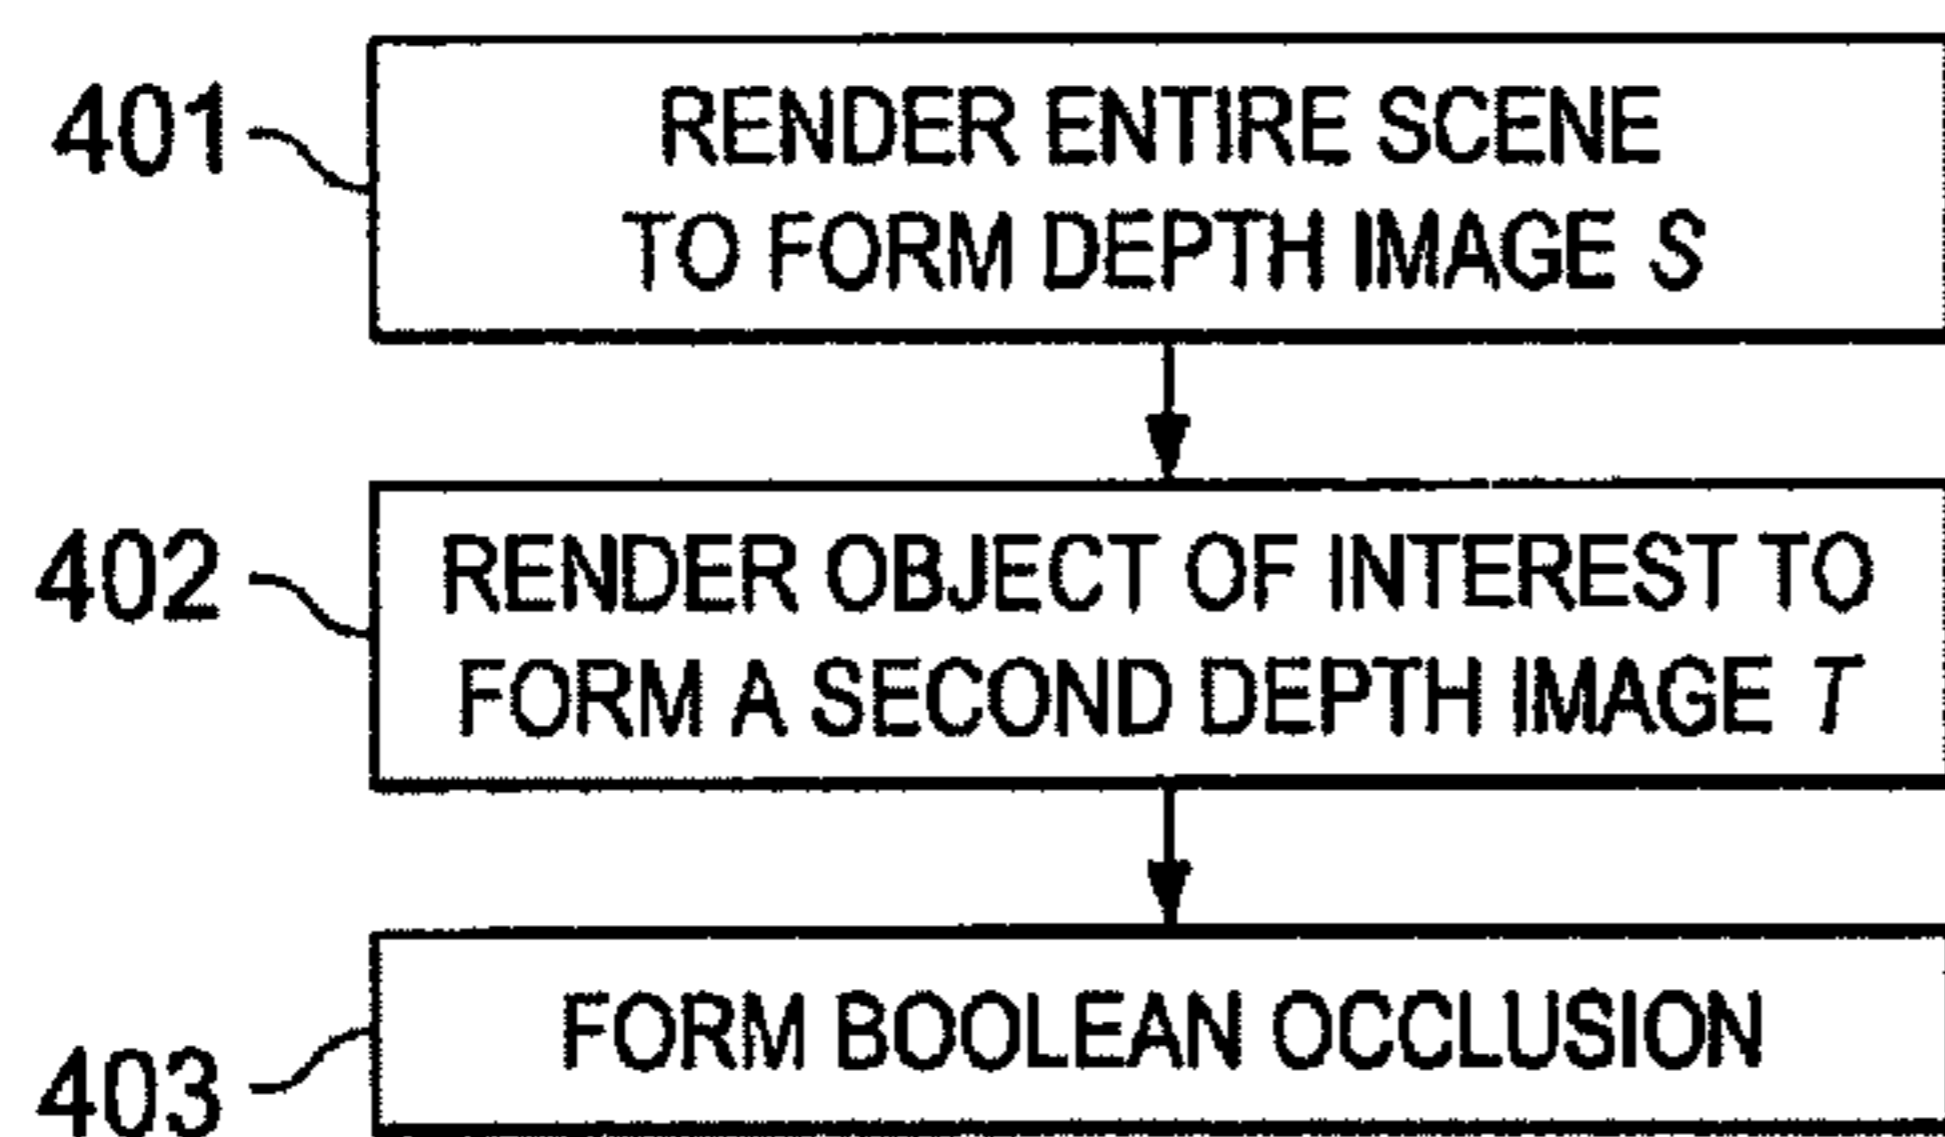 401
RENDER ENTIRE SCENE
TO FORM DEPTH IMAGE S
402
RENDER OBJECT OF INTEREST TO
FORM A SECOND DEPTH IMAGE T
FORM BOOLEAN OCCLUSION
403